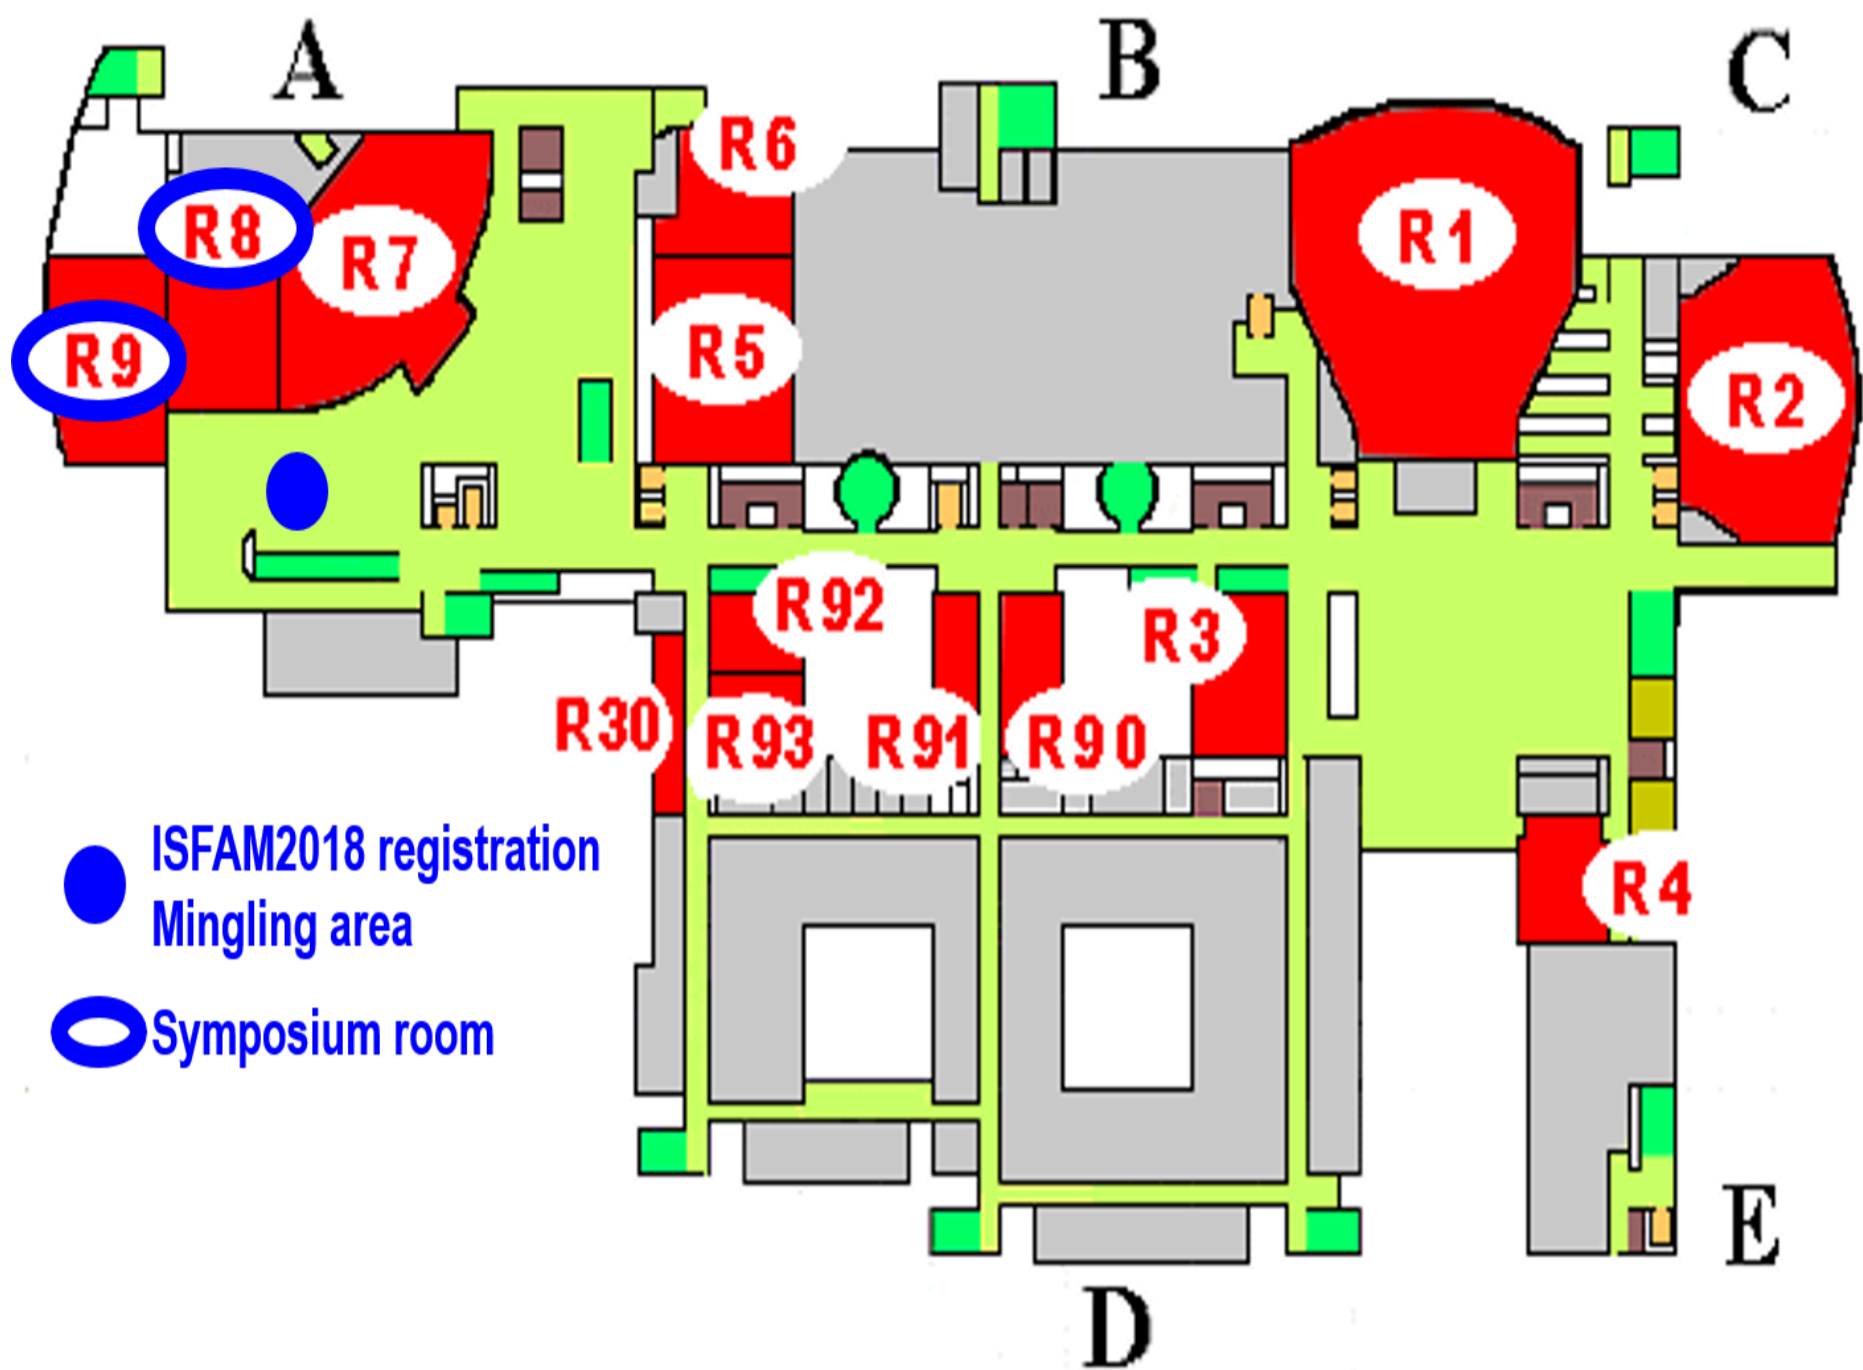 A
B
C
R6
R8
R7
R1
R9
R5
R2
R92
R3
R30
R93
R91
R90
ISFAM2018 registration
Mingling area
R4
Symposium room
E
D